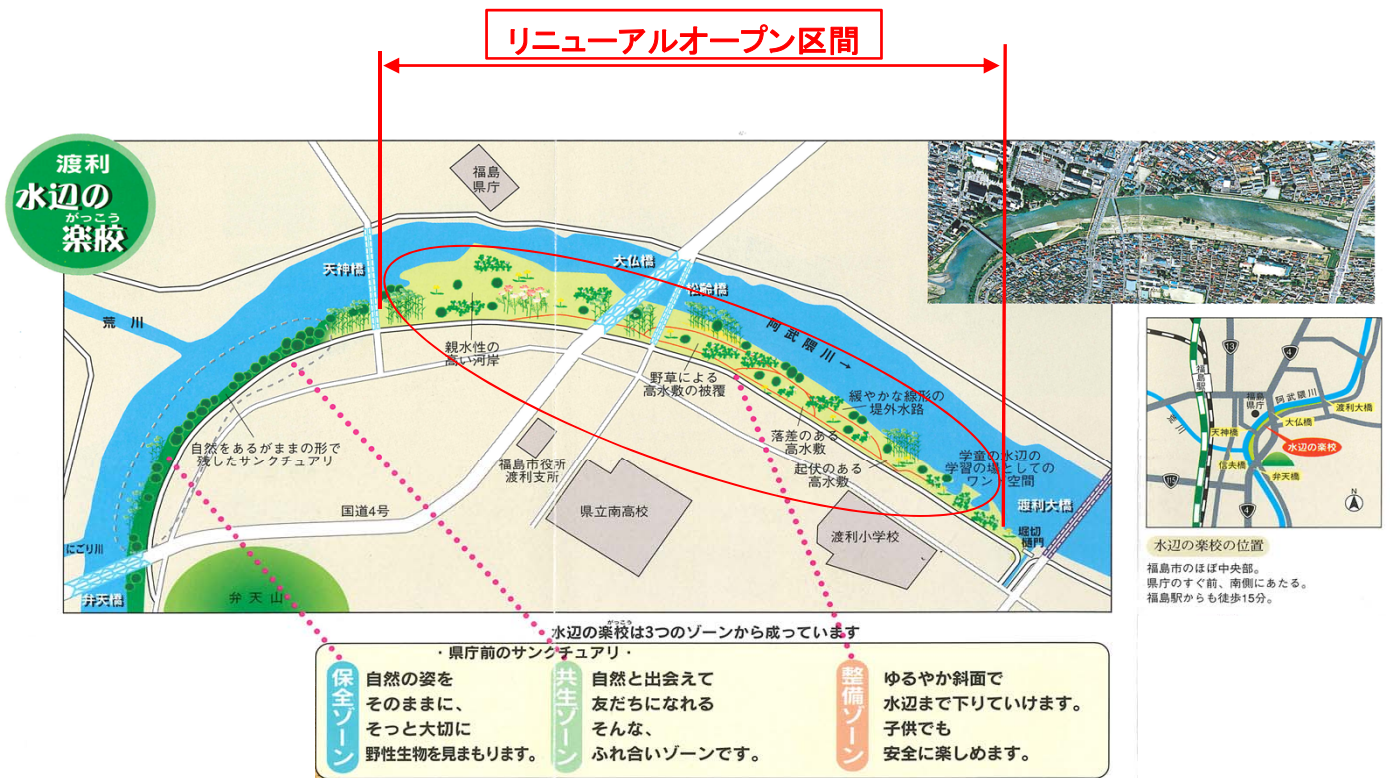 リニューアルオープン区間
渡利
水辺の
がっこう
楽校
福島
県庁
天神橋
大仏橋
松齢橋
荒川
阿武隈川→
親水性の
高い河岸
野草による
高水敷の被覆
緩やかな線形の
堤外水路
落差のある
高水敷
起伏のある
高水敷
学童の水辺の
学習の場としての
ワンド空間
自然をあるがままの形で
残したサンクチュアリ
福島市役所
渡利支所
国道4号
県立南高校
渡利小学校
渡利大橋
堀切
樋門
にごり川
弁天橋
弁天山
13
4
福島駅
福島
県庁
阿武隈川
渡利大橋
大仏橋
天神橋
荒川
水辺の楽校
信夫橋
弁天橋
115
4
N
水辺の楽校の位置
福島市のほぼ中央部。
県庁のすぐ前、南側にあたる。
福島駅からも徒歩15分。
がっこう
水辺の楽校は3つのゾーンから成っています
・県庁前のサンクチュアリ・
保全ゾーン
自然の姿を
そのままに、
そっと大切に
野性生物を見まもります。
共生ゾーン
自然と出会えて
友だちになれる
そんな、
ふれ合いゾーンです。
整備ゾーン
ゆるやか斜面で
水辺まで下りていけます。
子供でも
安全に楽しめます。